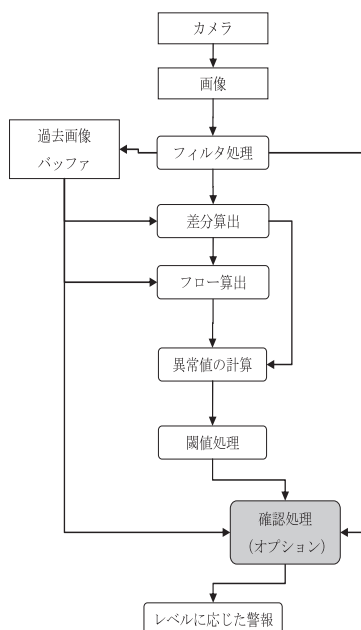 カメラ
画像
過去画像
バッファ
フィルタ処理
差分算出
フロー算出
異常値の計算
閾値処理
確認処理
(オプション)
レベルに応じた警報